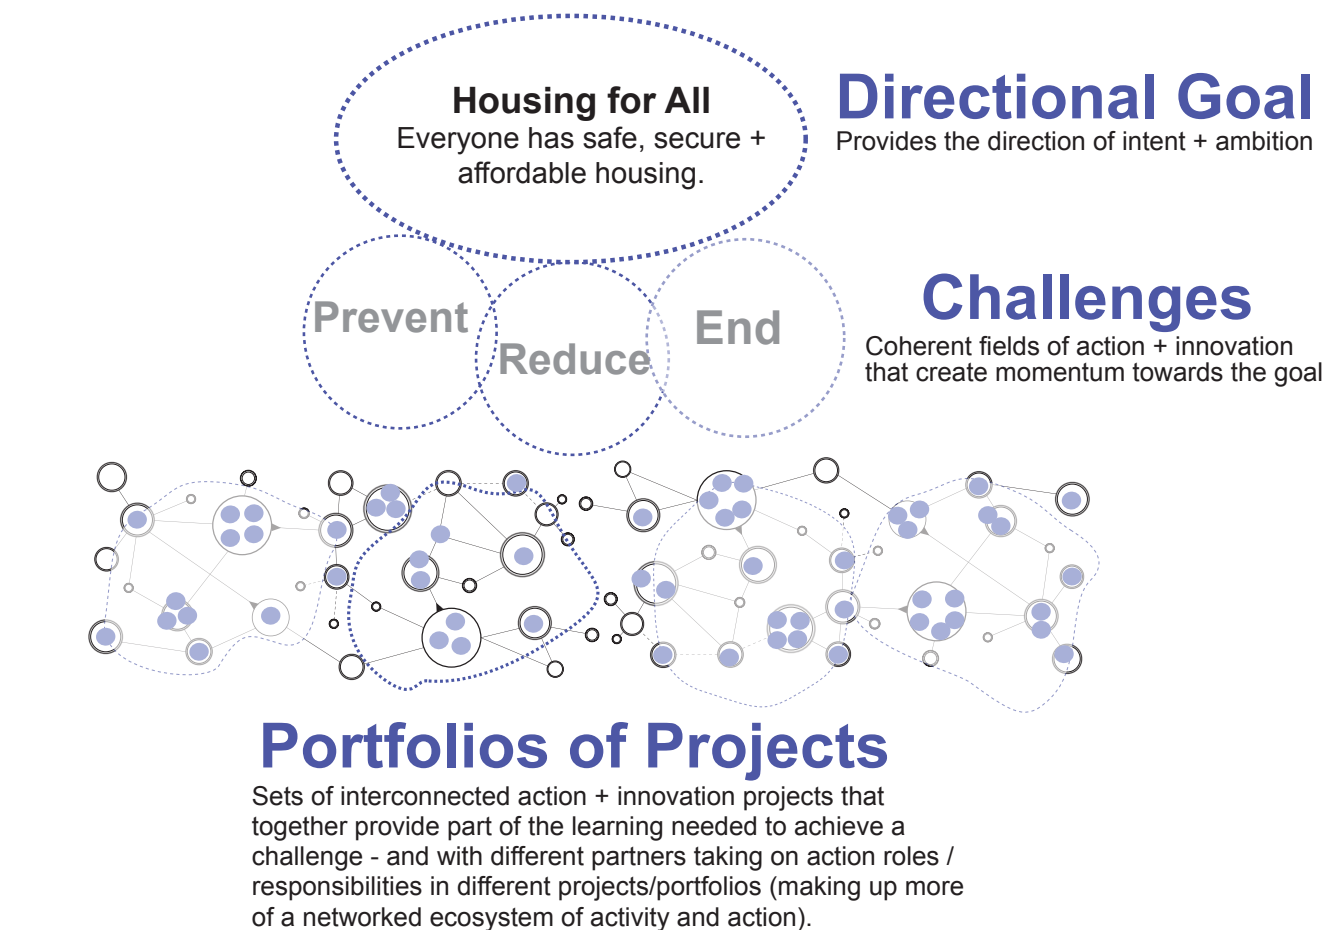 Housing for All
Everyone has safe, secure +
affordable housing.
Directional Goal
Provides the direction of intent + ambition
Prevent
Reduce
End
Challenges
Coherent fields of action + innovation
that create momentum towards the goal
Portfolios of Projects
Sets of interconnected action + innovation projects that
together provide part of the learning needed to achieve a
challenge - and with different partners taking on action roles /
responsibilities in different projects/portfolios (making up more
of a networked ecosystem of activity and action).